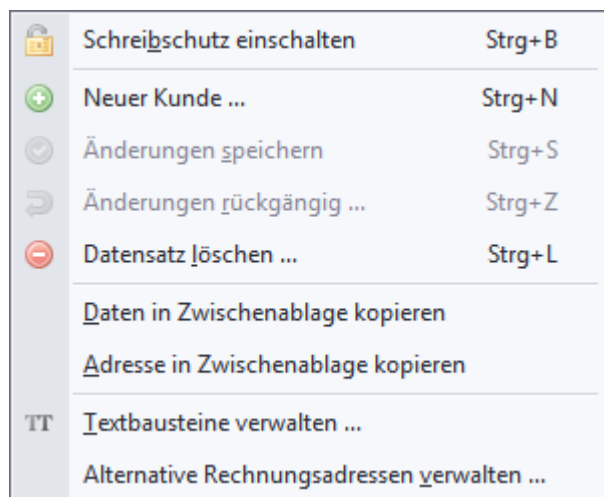 Schreibschutz einschalten Strg+B
Neuer Kunde ... Strg+N
Änderungen speichern Strg+S
Änderungen rückgängig ... Strg+Z
Datensatz löschen ... Strg+L
Daten in Zwischenablage kopieren
Adresse in Zwischenablage kopieren
TT Textbausteine verwalten ...
Alternative Rechnungsadressen verwalten ...